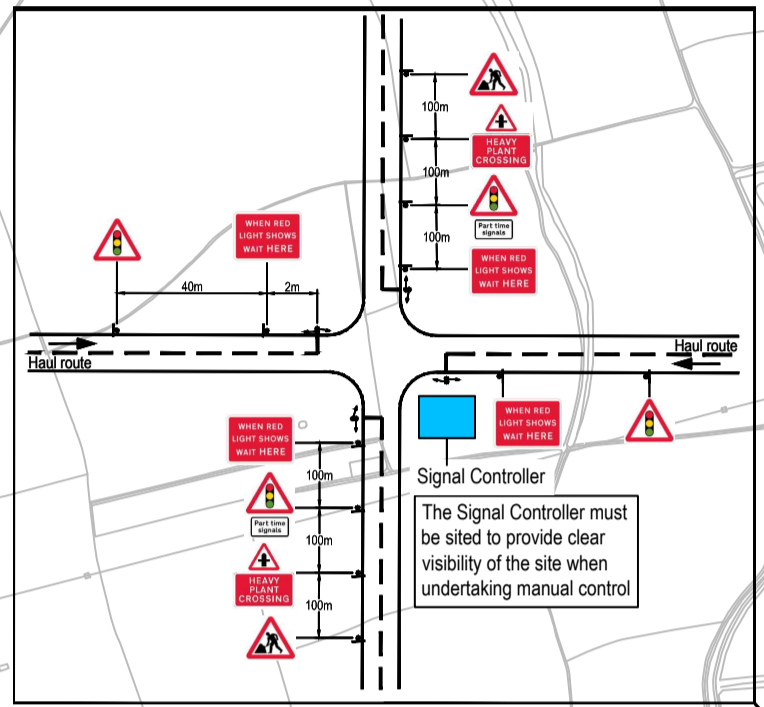 100m
HEAVY
PLANT
CROSSING
100m
Part time
signals
100m
WHEN RED
LIGHT SHOWS
WAIT HERE
WHEN RED
LIGHT SHOWS
WAIT HERE
40m
2m
Haul route
Haul route
WHEN RED
LIGHT SHOWS
WAIT HERE
100m
Part time
signals
100m
HEAVY
PLANT
CROSSING
100m
WHEN RED
LIGHT SHOWS
WAIT HERE
Signal Controller
The Signal Controller must
be sited to provide clear
visibility of the site when
undertaking manual control